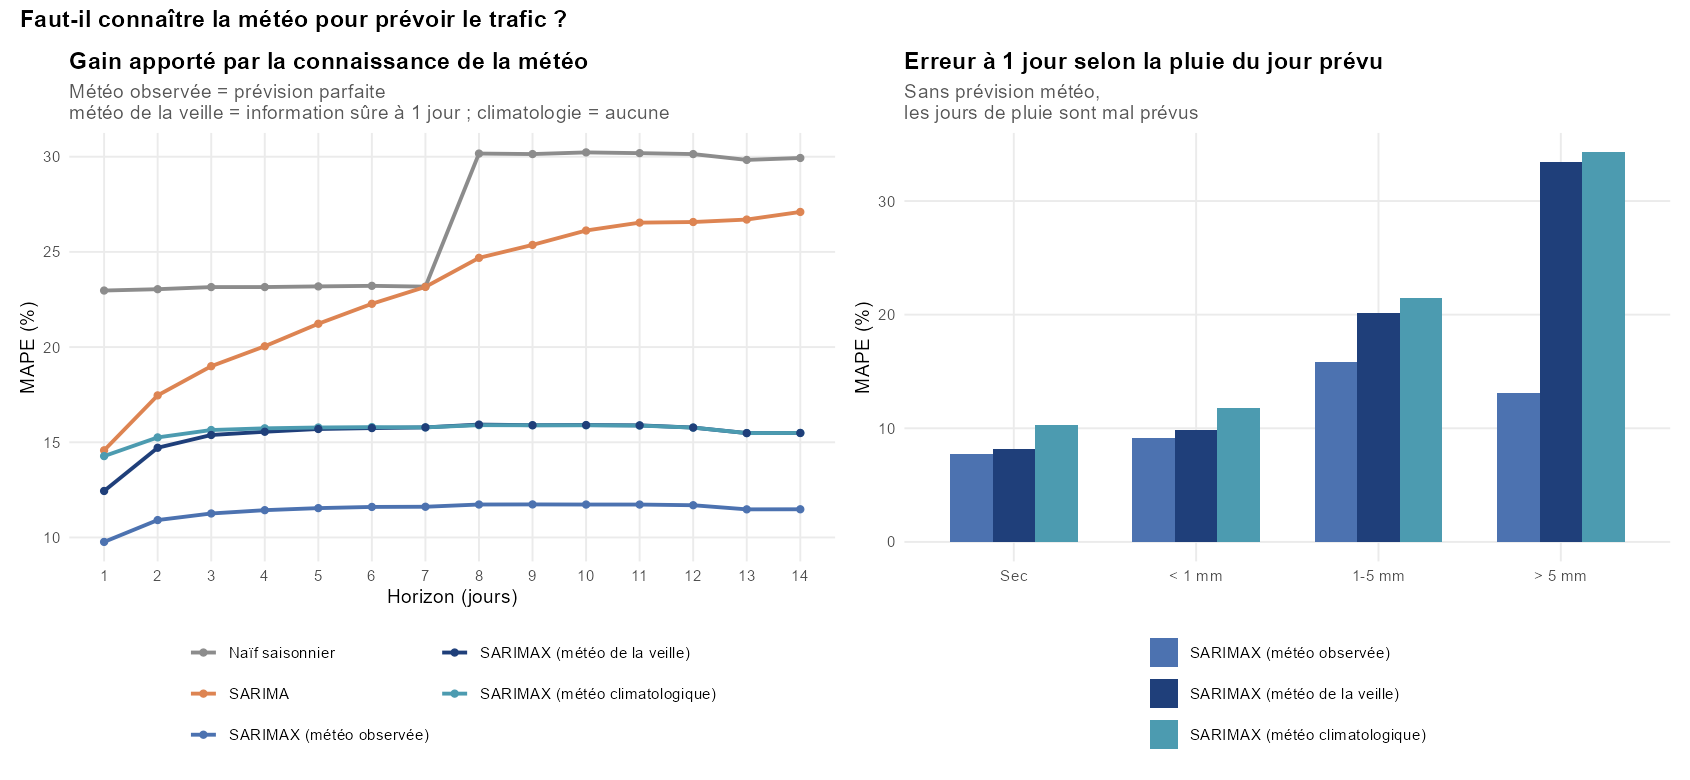 Faut-il connaître la météo pour prévoir le trafic ?
Gain apporté par la connaissance de la météo
Météo observée = prévision parfaite
météo de la veille = information sûre à 1 jour ; climatologie = aucune
MAPE (%)
30
25
20
15
10
1 2 3 4 5 6 7 8 9 10 11 12 13 14
Horizon (jours)
Naïf saisonnier
SARIMA
SARIMAX (météo observée)
SARIMAX (météo de la veille)
SARIMAX (météo climatologique)
Erreur à 1 jour selon la pluie du jour prévu
Sans prévision météo,
les jours de pluie sont mal prévus
MAPE (%)
30
20
10
0
Sec < 1 mm 1-5 mm > 5 mm
SARIMAX (météo observée)
SARIMAX (météo de la veille)
SARIMAX (météo climatologique)